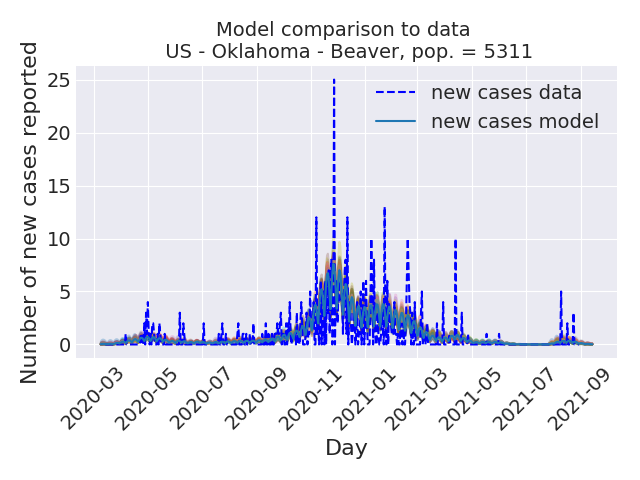 Model comparison to data
US - Oklahoma - Beaver, pop. = 5311
Number of new cases reported
25
20
15
10
5
0
new cases data
new cases model
2020-03
2020-05
2020-07
2020-09
2020-11
2021-01
2021-03
2021-05
2021-07
2021-09
Day